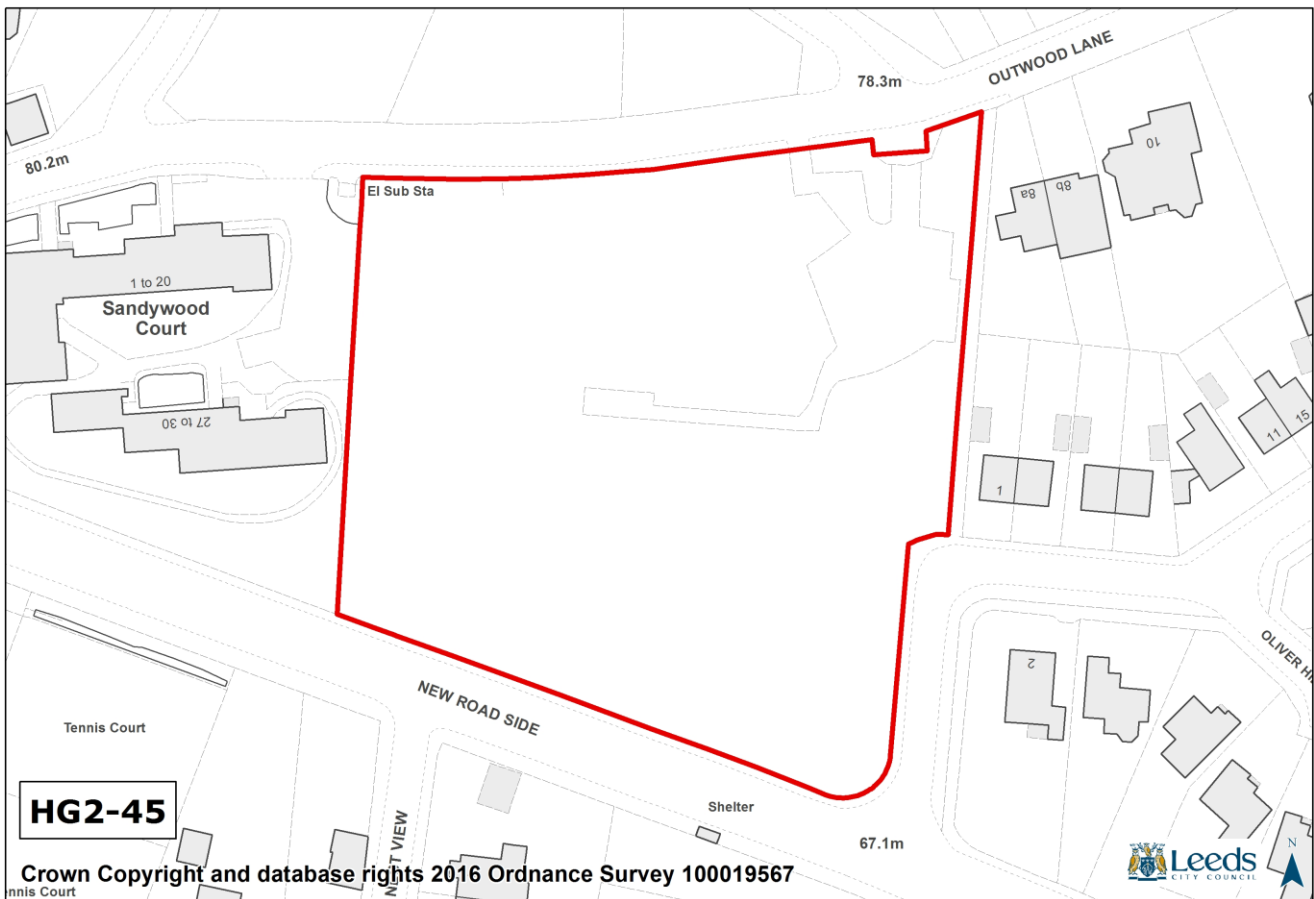 OUTWOOD LANE
78.3m
80.2m
El Sub Sta
10
8a
8b
1 to 20
Sandywood
Court
27 to 30
11
15
1
2
OLIVER HI
NEW ROAD SIDE
Tennis Court
HG2-45
Shelter
67.1m
Crown Copyright and database rights 2016 Ordnance Survey 100019567
Leeds
CITY COUNCIL
N